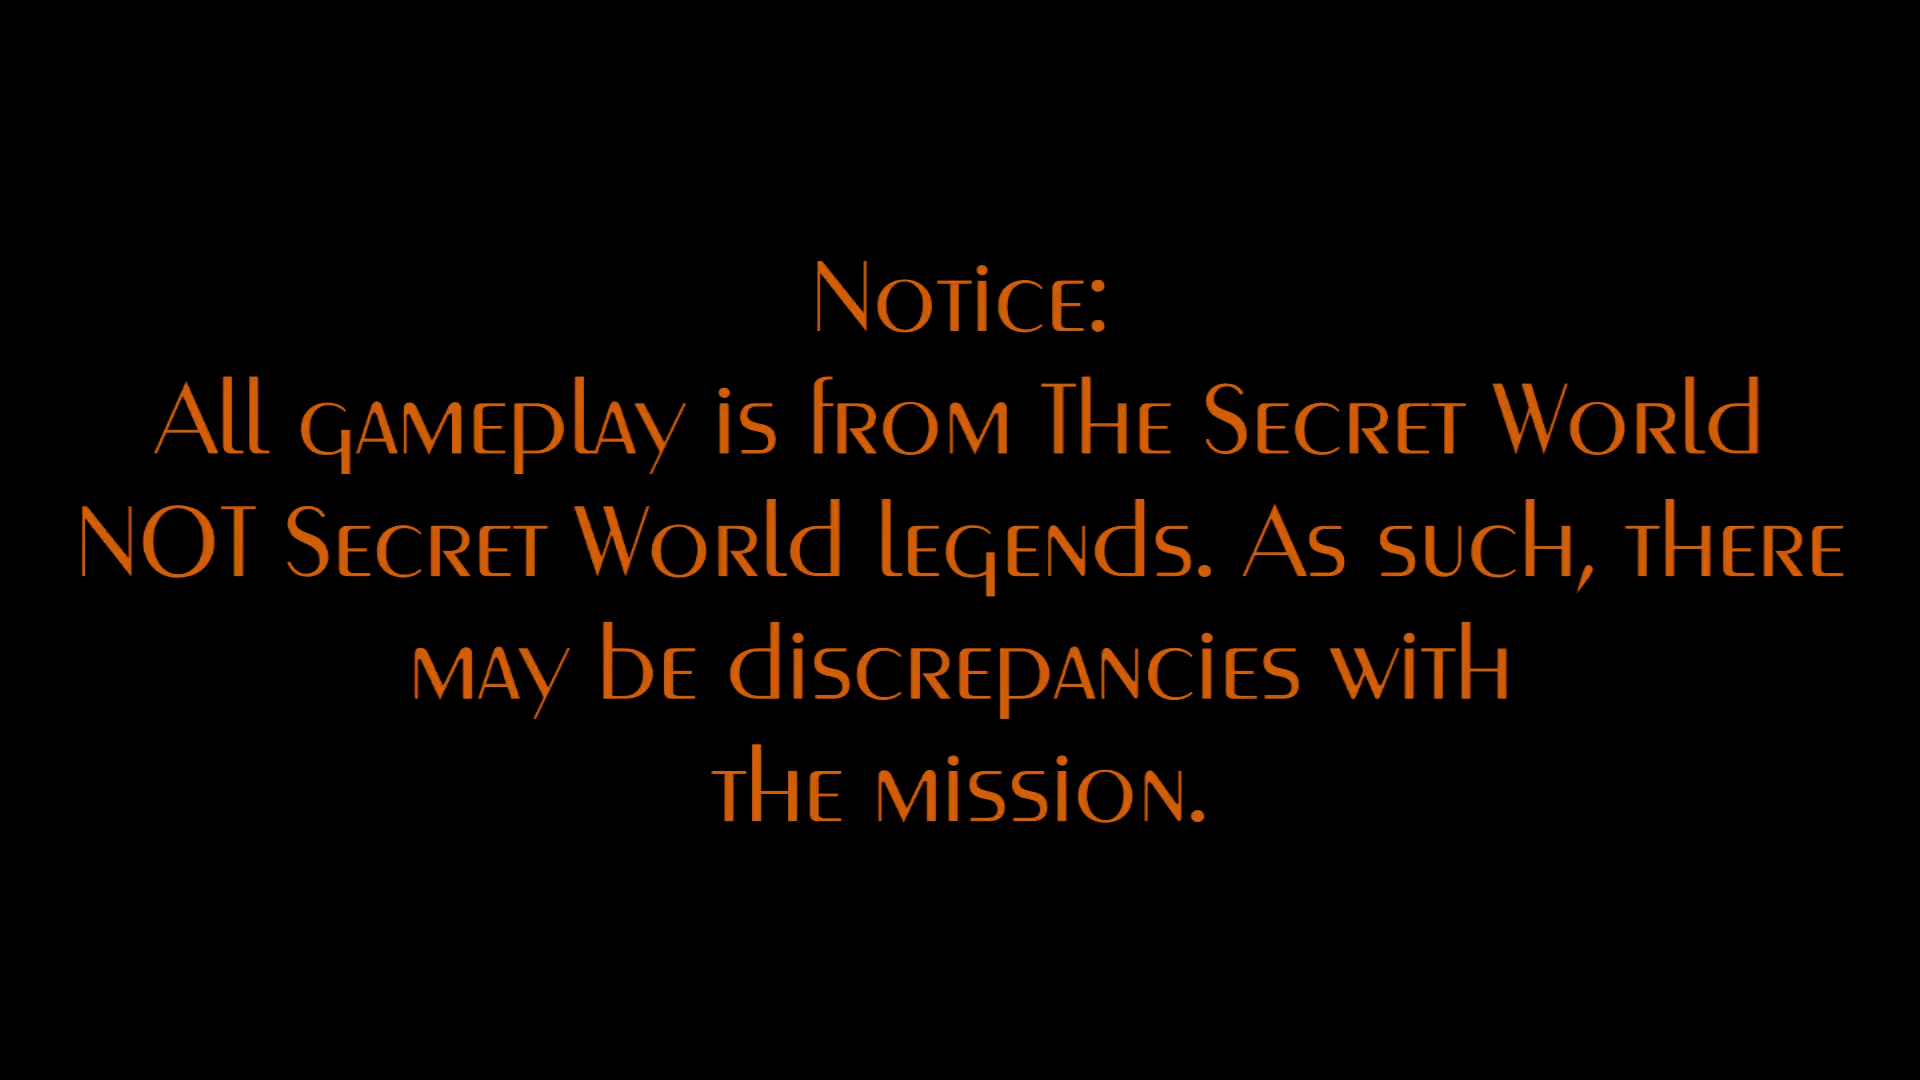 Notice:
All gameplay is from The Secret World
NOT Secret World legends. As such, there
may be discrepancies with
the mission.